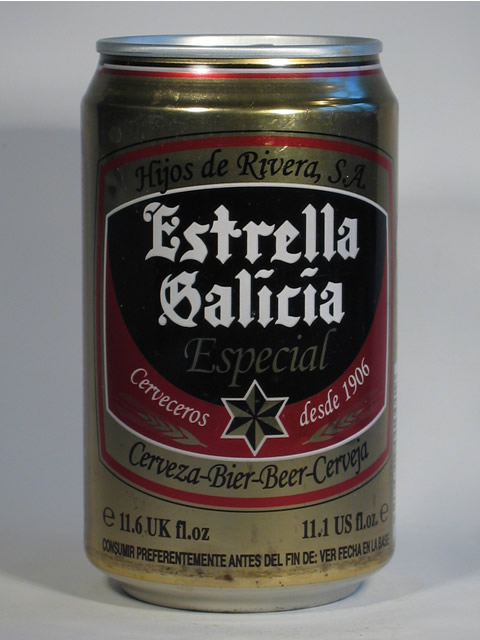 Hijos de Rivera, S.A.
Estrella
Galicia
Especial
Cerveceros desde 1906
Cerveza-Bier-Beer-Cerveja
e 11.6 UK fl.oz 11.1 US fl.oz. e
CONSUMIR PREFERENTEMENTE ANTES DEL FIN DE: VER FECHA EN LA BASE